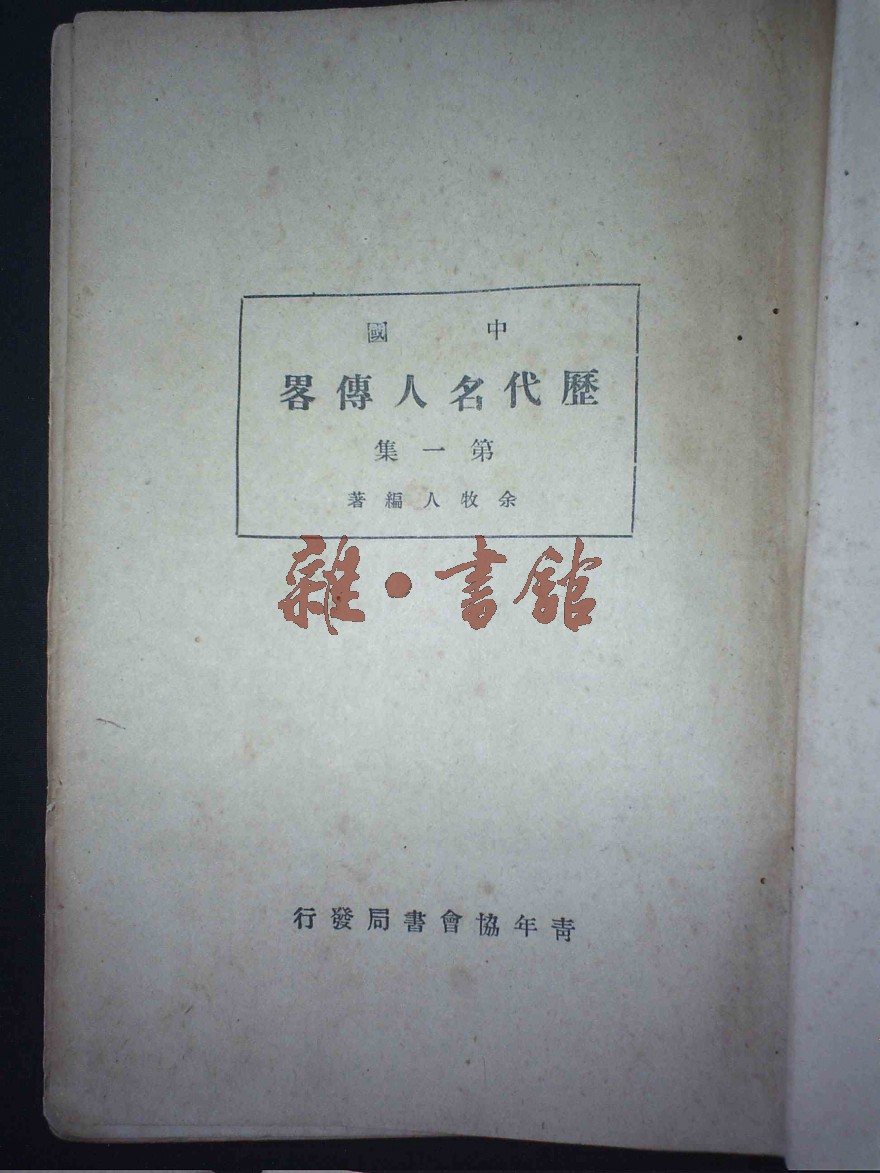 中國
歷代名人傳畧
第一集
余牧人編著
雜·書館
青年協會書局發行